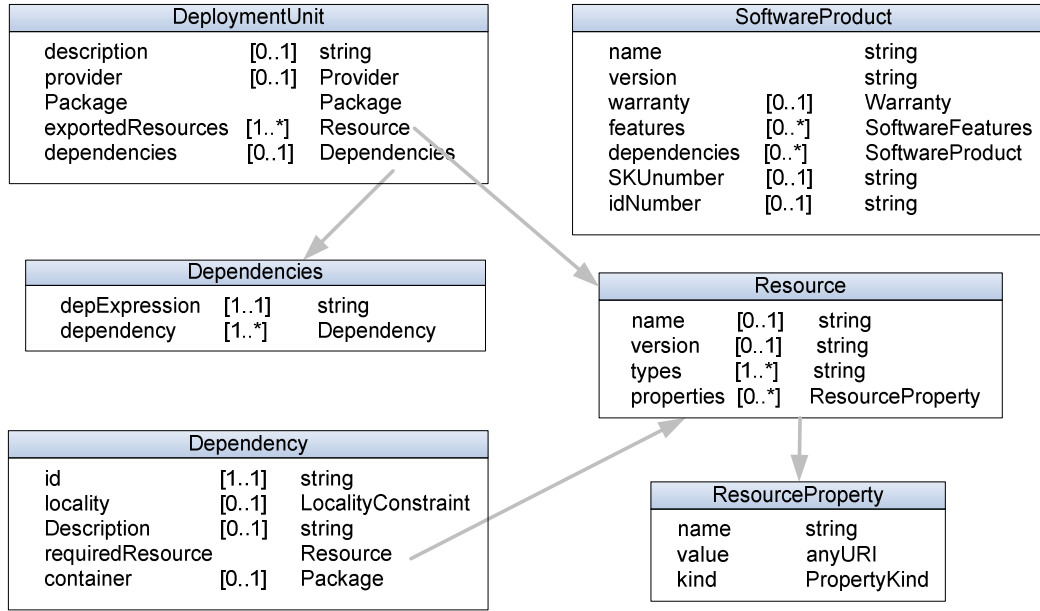 DeploymentUnit
description [0..1] string
provider [0..1] Provider
Package Package
exportedResources [1..*] Resource
dependencies [0..1] Dependencies
SoftwareProduct
name string
version string
warranty [0..1] Warranty
features [0..*] SoftwareFeatures
dependencies [0..*] SoftwareProduct
SKUnumber [0..1] string
idNumber [0..1] string
Dependencies
depExpression [1..1] string
dependency [1..*] Dependency
Resource
name [0..1] string
version [0..1] string
types [1..*] string
properties [0..*] ResourceProperty
Dependency
id [1..1] string
locality [0..1] LocalityConstraint
Description [0..1] string
requiredResource Resource
container [0..1] Package
ResourceProperty
name string
value anyURI
kind PropertyKind